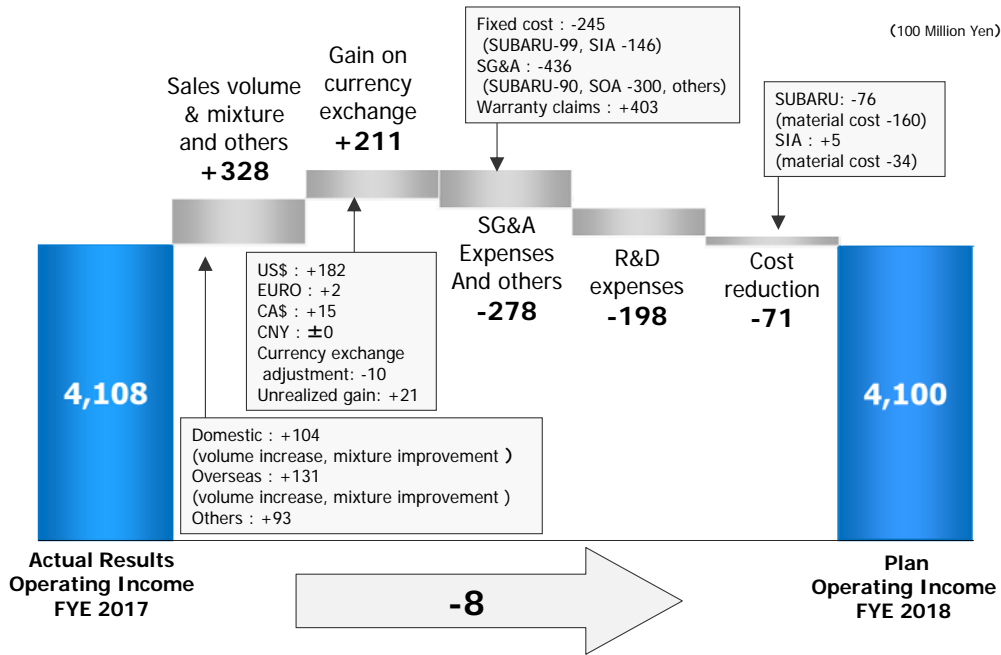 (100 Million Yen)
Sales volume
& mixture
and others
+328
Gain on
currency
exchange
+211
Fixed cost : -245
(SUBARU-99, SIA -146)
SG&A : -436
(SUBARU-90, SOA -300, others)
Warranty claims : +403
SUBARU: -76
(material cost -160)
SIA : +5
(material cost -34)
SG&A
Expenses
And others
-278
R&D
expenses
-198
Cost
reduction
-71
US$ : +182
EURO : +2
CA$ : +15
CNY : ±0
Currency exchange
adjustment: -10
Unrealized gain: +21
Domestic : +104
(volume increase, mixture improvement )
Overseas : +131
(volume increase, mixture improvement )
Others : +93
4,108
4,100
Actual Results
Operating Income
FYE 2017
-8
Plan
Operating Income
FYE 2018